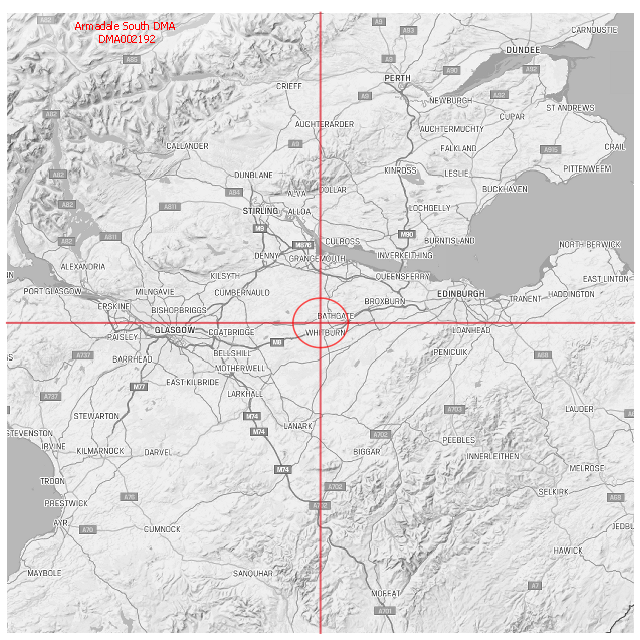 Armadale South DMA
DMA002192
A82
CARNOUSTIE
A9
A93
DUNDEE
A85
A9
A90
A92
PERTH
CRIEFF
A9
A92
NEWBURGH
ST ANDREWS
A82
CUPAR
AUCHTERARDER
AUCHTERMUCHTY
CALLANDER
A9
FALKLAND
A915
CRAIL
KINROSS
LESLIE
PITTENWEEM
A82
DUNBLANE
A84
ALVA
DOLLAR
BUCKHAVEN
A82
A811
STIRLING
ALLOA
LOCHGELLY
M9
M90
A82
A811
M876
CULROSS
BURNTISLAND
NORTH BERWICK
DENNY
GRANGEMOUTH
INVERKEITHING
ALEXANDRIA
IN
KILSYTH
QUEENSFERRY
EAST LINTON
PORT GLASGOW
MILNGAVIE
CUMBERNAULD
EDINBURGH
HADDINGTON
ERSKINE
BISHOPBRIGGS
BROXBURN
TRANENT
BATHGATE
PAISLEY
GLASGOW
COATBRIDGE
WHITBURN
LOANHEAD
M8
A737
BARRHEAD
BELLSHILL
PENICUIK
A68
MOTHERWELL
EAST KILBRIDE
M77
A737
LARKHALL
STEWARTON
M74
A703
LAUDER
LANARK
M74
A702
STEVENSTON
IRVINE
PEEBLES
KILMARNOCK
DARVEL
BIGGAR
INNERLEITHEN
M74
MELROSE
TROON
A702
SELKIRK
A76
A68
PRESTWICK
A702
AYR
A70
CUMNOCK
JEDBU
HAWICK
MAYBOLE
SANQUHAR
A7
MOFFAT
A701